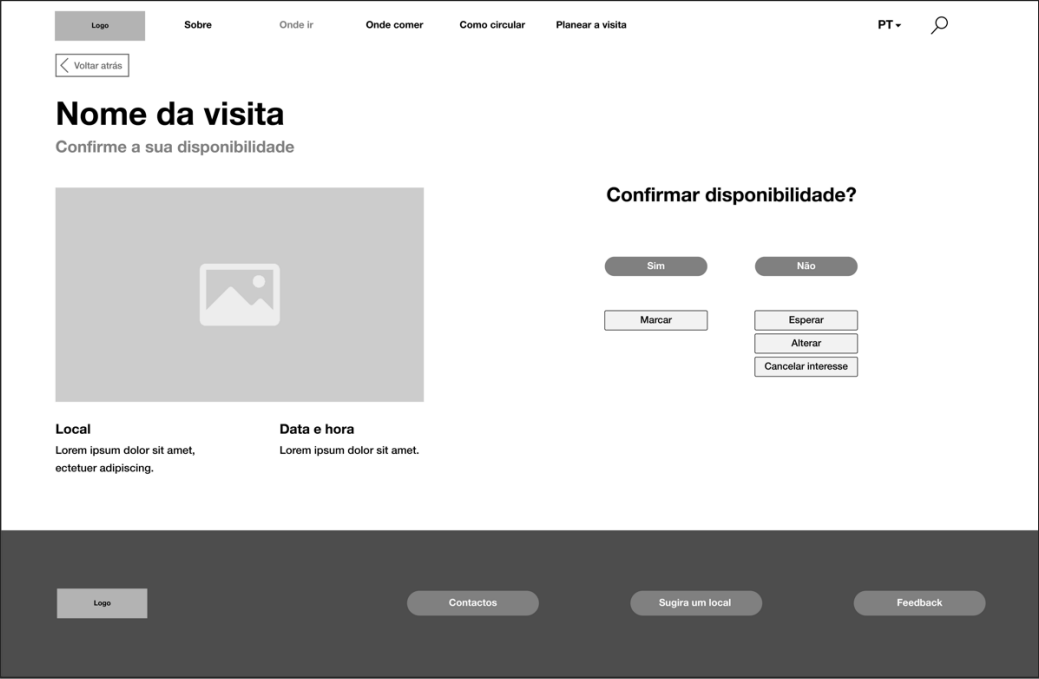 Logo Sobre Onde ir Onde comer Como circular Planear a visita PT
Voltar atrás
Nome da visita
Confirme a sua disponibilidade
Confirmar disponibilidade?
Sim Não
Marcar Esperar
Alterar
Cancelar interesse
Local
Lorem ipsum dolor sit amet,
ectetuer adipiscing.
Data e hora
Lorem ipsum dolor sit amet.
Logo Contactos Sugira um local Feedback